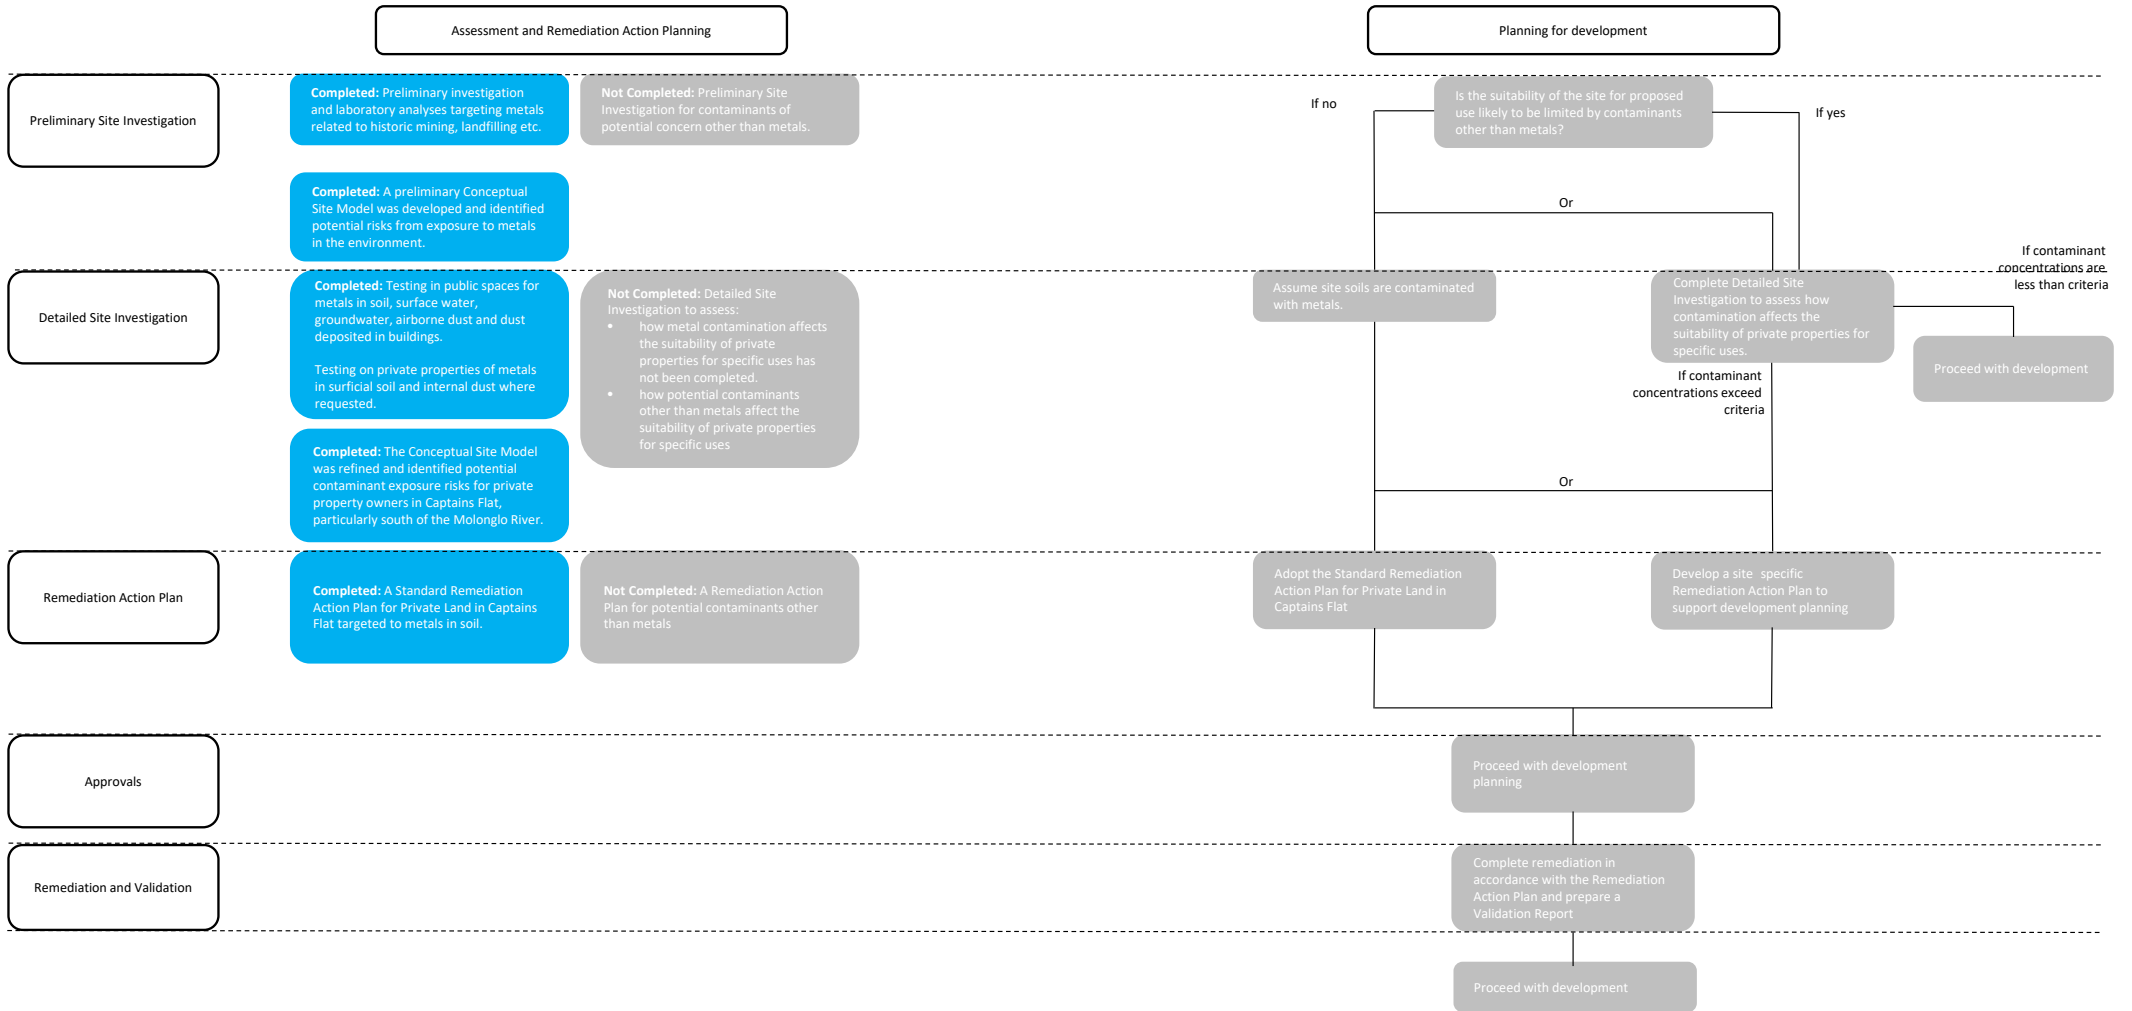 Assessment and Remediation Action Planning
Planning for development
Preliminary Site Investigation
Completed: Preliminary investigation
and laboratory analyses targeting metals
related to historic mining, landfilling etc.
Not Completed: Preliminary Site
Investigation for contaminants of
potential concern other than metals.
If no
Is the suitability of the site for proposed
use likely to be limited by contaminants
other than metals?
If yes
Completed: A preliminary Conceptual
Site Model was developed and identified
potential risks from exposure to metals
in the environment.
Or
If contaminant
concentrations are
less than criteria
Detailed Site Investigation
Completed: Testing in public spaces for
metals in soil, surface water,
groundwater, airborne dust and dust
deposited in buildings.
Testing on private properties of metals
in surficial soil and internal dust where
requested.
Not Completed: Detailed Site
Investigation to assess:
• how metal contamination affects
the suitability of private
properties for specific uses has
not been completed.
• how potential contaminants
other than metals affect the
suitability of private properties
for specific uses
Assume site soils are contaminated
with metals.
Complete Detailed Site
Investigation to assess how
contamination affects the
suitability of private properties for
specific uses.
Proceed with development
If contaminant
concentrations exceed
criteria
Completed: The Conceptual Site Model
was refined and identified potential
contaminant exposure risks for private
property owners in Captains Flat,
particularly south of the Molonglo River.
Or
Remediation Action Plan
Completed: A Standard Remediation
Action Plan for Private Land in Captains
Flat targeted to metals in soil.
Not Completed: A Remediation Action
Plan for potential contaminants other
than metals
Adopt the Standard Remediation
Action Plan for Private Land in
Captains Flat
Develop a site specific
Remediation Action Plan to
support development planning
Approvals
Proceed with development
planning
Remediation and Validation
Complete remediation in
accordance with the Remediation
Action Plan and prepare a
Validation Report
Proceed with development